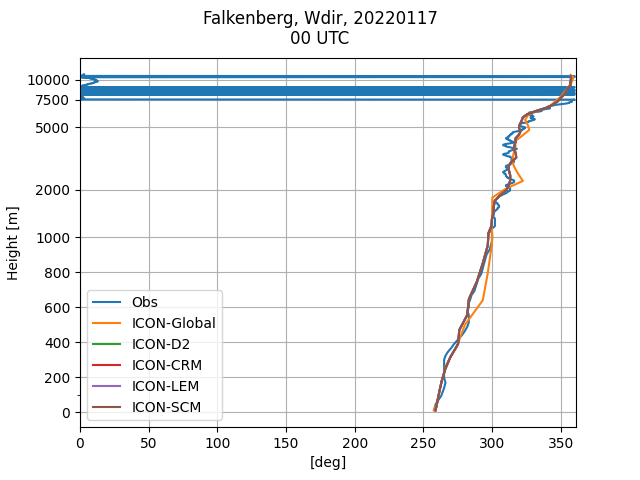 Falkenberg, Wdir, 20220117
00 UTC
Height [m]
10000
7500
5000
2000
1000
800
600
400
200
0
Obs
ICON-Global
ICON-D2
ICON-CRM
ICON-LEM
ICON-SCM
0 50 100 150 200 250 300 350
[deg]